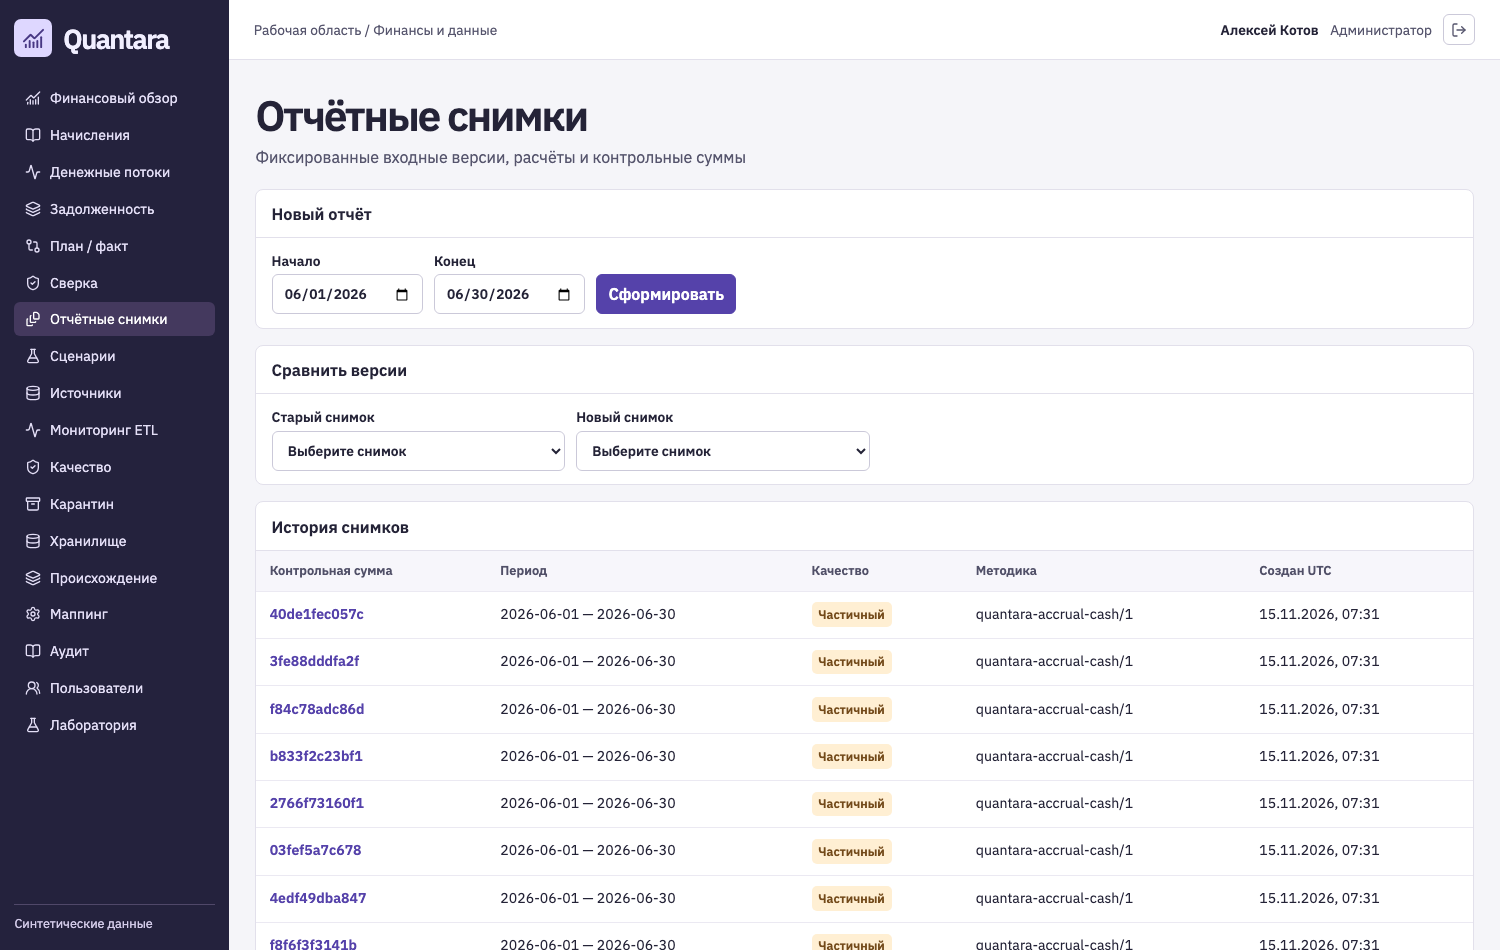 Quantara
Финансовый обзор
Начисления
Денежные потоки
Задолженность
План / факт
Сверка
Отчётные снимки
Сценарии
Источники
Мониторинг ETL
Качество
Карантин
Хранилище
Происхождение
Маппинг
Аудит
Пользователи
Лаборатория
Синтетические данные
Рабочая область / Финансы и данные
Алексей Котов Администратор
Отчётные снимки
Фиксированные входные версии, расчёты и контрольные суммы
Новый отчёт
Начало Конец
06/01/2026 06/30/2026 Сформировать
Сравнить версии
Старый снимок Новый снимок
Выберите снимок Выберите снимок
История снимков
Контрольная сумма Период Качество Методика Создан UTC
40de1fec057c 2026-06-01 — 2026-06-30 Частичный quantara-accrual-cash/1 15.11.2026, 07:31
3fe88dddfa2f 2026-06-01 — 2026-06-30 Частичный quantara-accrual-cash/1 15.11.2026, 07:31
f84c78adc86d 2026-06-01 — 2026-06-30 Частичный quantara-accrual-cash/1 15.11.2026, 07:31
b833f2c23bf1 2026-06-01 — 2026-06-30 Частичный quantara-accrual-cash/1 15.11.2026, 07:31
2766f73160f1 2026-06-01 — 2026-06-30 Частичный quantara-accrual-cash/1 15.11.2026, 07:31
03fef5a7c678 2026-06-01 — 2026-06-30 Частичный quantara-accrual-cash/1 15.11.2026, 07:31
4edf49dba847 2026-06-01 — 2026-06-30 Частичный quantara-accrual-cash/1 15.11.2026, 07:31
f8f6f3f3141b 2026-06-01 — 2026-06-30 Частичный quantara-accrual-cash/1 15.11.2026, 07:31